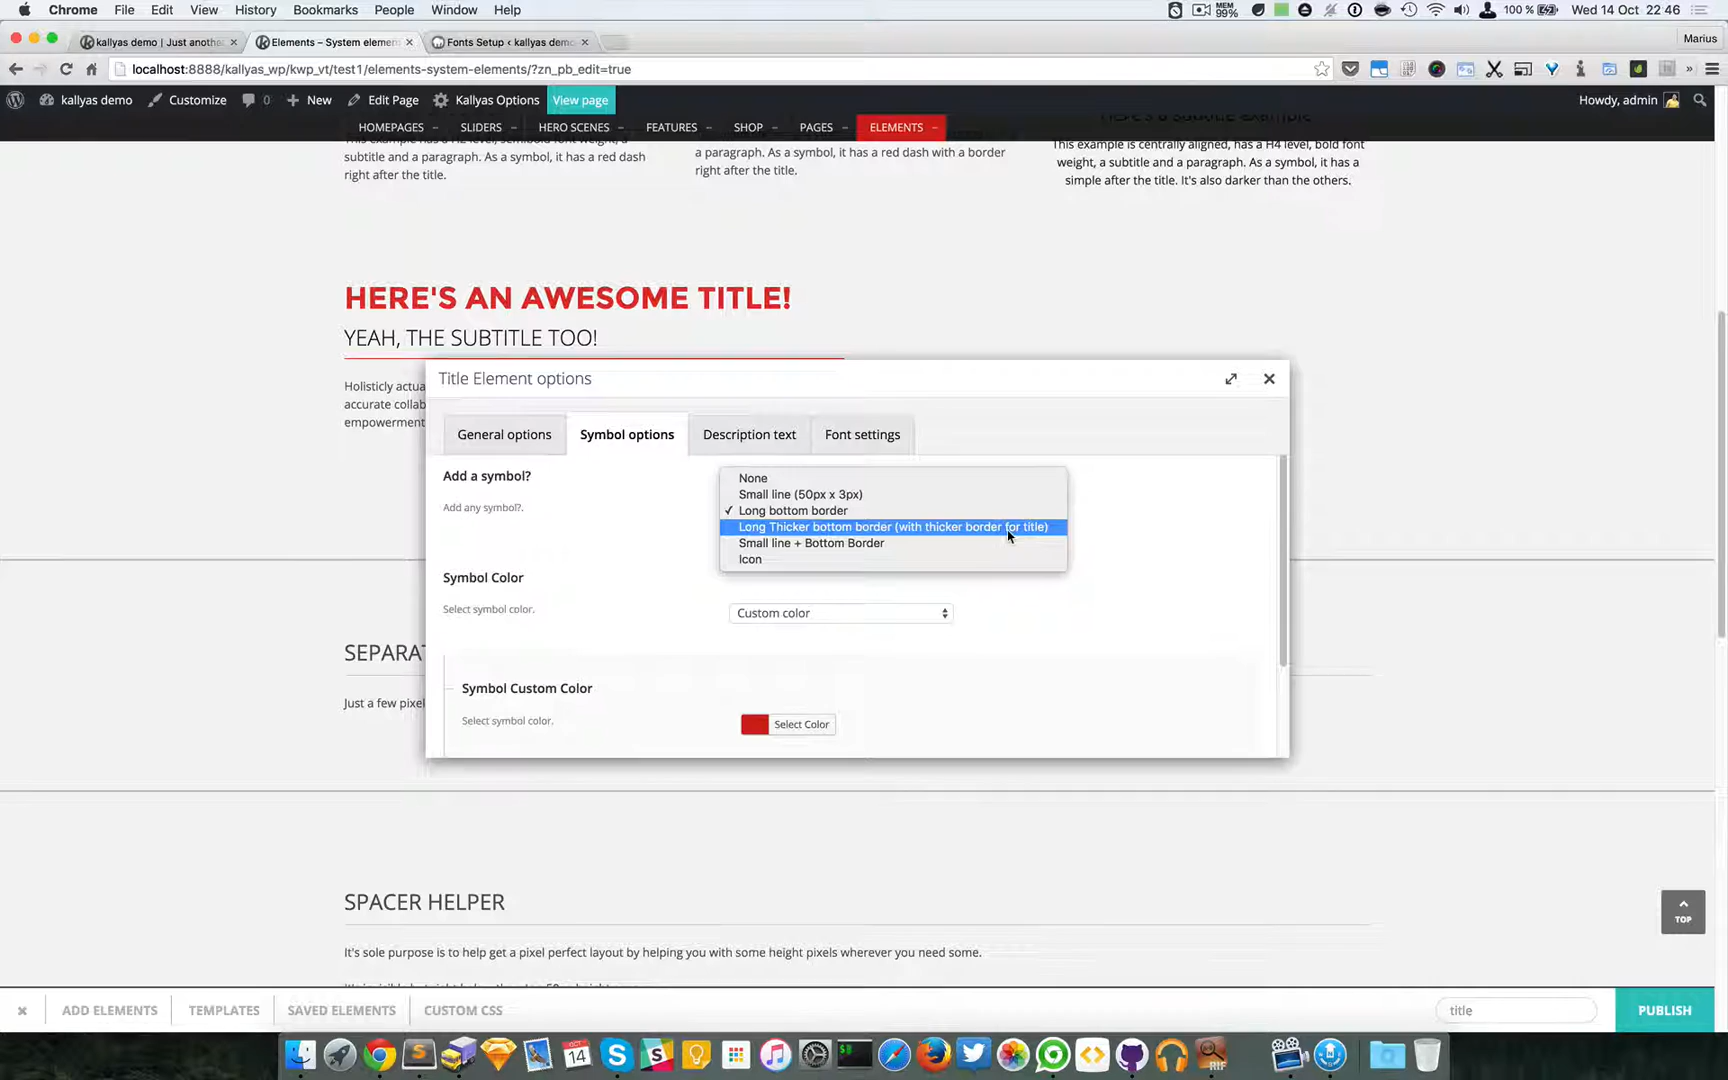 Chrome File Edit View History Bookmarks People Window Help MEM 99% 100 % Wed 14 Oct 22:46
kallyas demo | Just anothe × Elements – System elemen × Fonts Setup ‹ kallyas demo × Marius
localhost:8888/kallyas_wp/kwp_vt/test1/elements-system-elements/?zn_pb_edit=true
kallyas demo Customize 0 New Edit Page Kallyas Options View page Howdy, admin
HOMEPAGES SLIDERS HERO SCENES FEATURES SHOP PAGES ELEMENTS
subtitle and a paragraph. As a symbol, it has a red dash
right after the title.
a paragraph. As a symbol, it has a red dash with a border
right after the title.
This example is centrally aligned, has a H4 level, bold font
weight, a subtitle and a paragraph. As a symbol, it has a
simple after the title. It's also darker than the others.
HERE'S AN AWESOME TITLE!
YEAH, THE SUBTITLE TOO!
Holisticly actua
accurate collab
empowerment
Title Element options
General options Symbol options Description text Font settings
Add a symbol?
Add any symbol?.
None
Small line (50px x 3px)
✓ Long bottom border
Long Thicker bottom border (with thicker border for title)
Small line + Bottom Border
Icon
Symbol Color
Select symbol color.
Custom color
Symbol Custom Color
Select symbol color.
Select Color
SEPARAT
Just a few pixel
SPACER HELPER
It's sole purpose is to help get a pixel perfect layout by helping you with some height pixels wherever you need some.
TOP
× ADD ELEMENTS TEMPLATES SAVED ELEMENTS CUSTOM CSS title PUBLISH
14
RIF